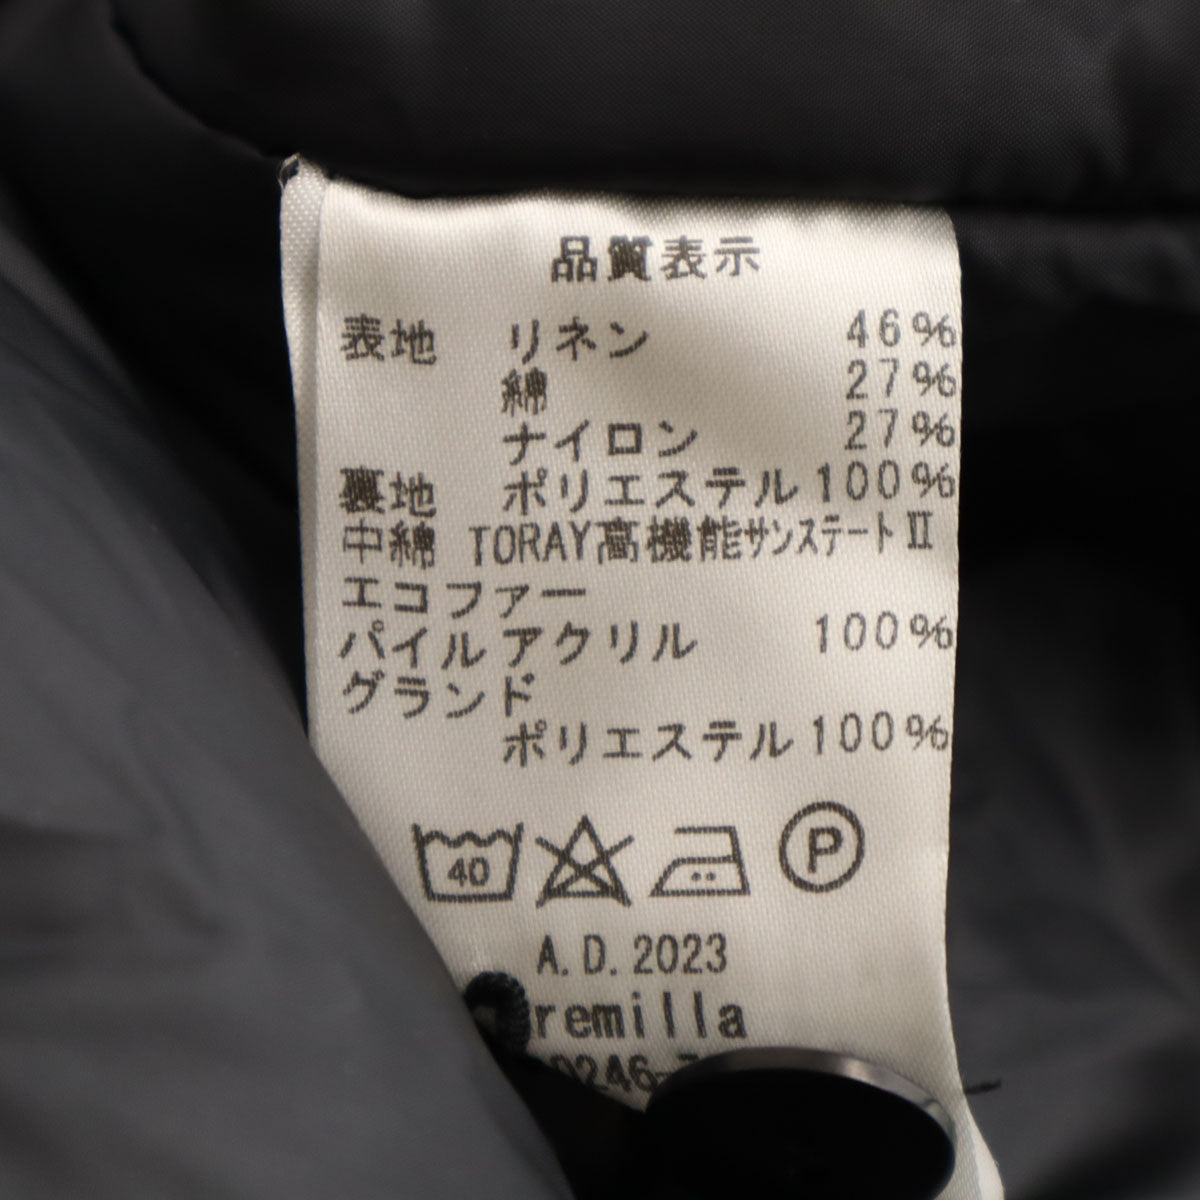 品質表示
表地 リネン 46%
綿 27%
ナイロン 27%
裏地 ポリエステル 100%
中綿 TORAY高機能サンステートⅡ
エコファー
パイルアクリル 100%
グランド
ポリエステル 100%
40 P
A.D.2023
remilla
0246-